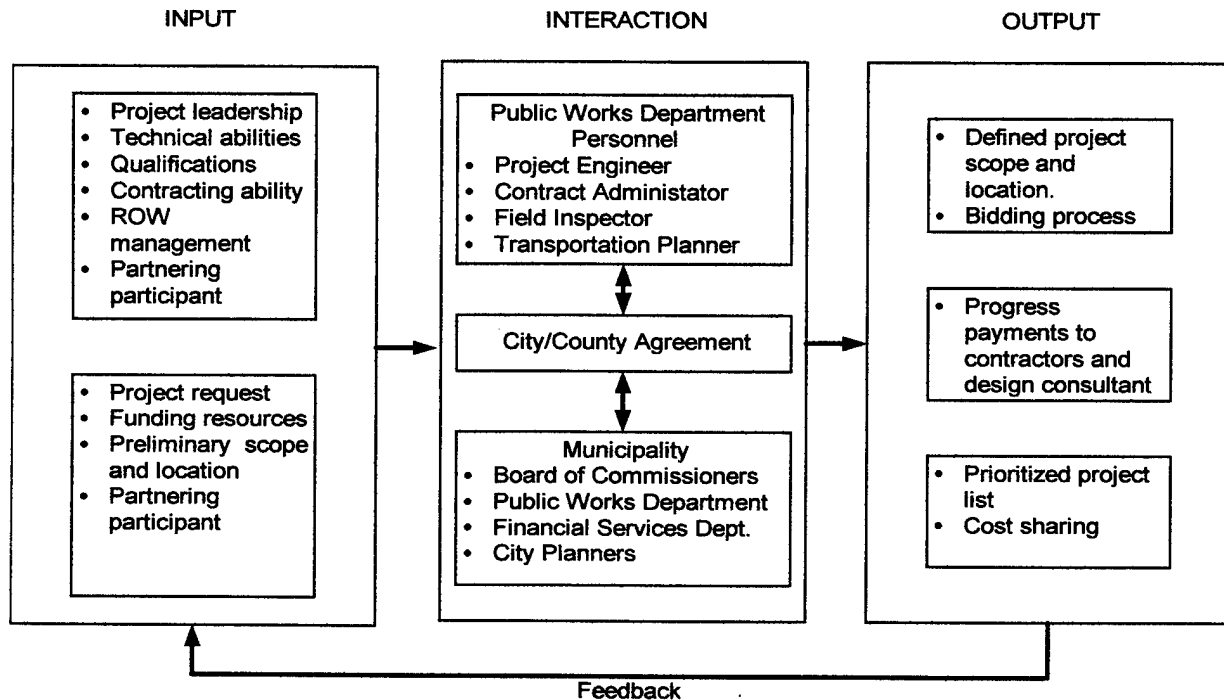 INPUT
INTERACTION
OUTPUT
• Project leadership
• Technical abilities
• Qualifications
• Contracting ability
• ROW
management
• Partnering
participant
• Project request
• Funding resources
• Preliminary scope
and location
• Partnering
participant
Public Works Department
Personnel
• Project Engineer
• Contract Administator
• Field Inspector
• Transportation Planner
City/County Agreement
Municipality
• Board of Commissioners
• Public Works Department
• Financial Services Dept.
• City Planners
• Defined project
scope and
location.
• Bidding process
• Progress
payments to
contractors and
design consultant
• Prioritized project
list
• Cost sharing
Feedback